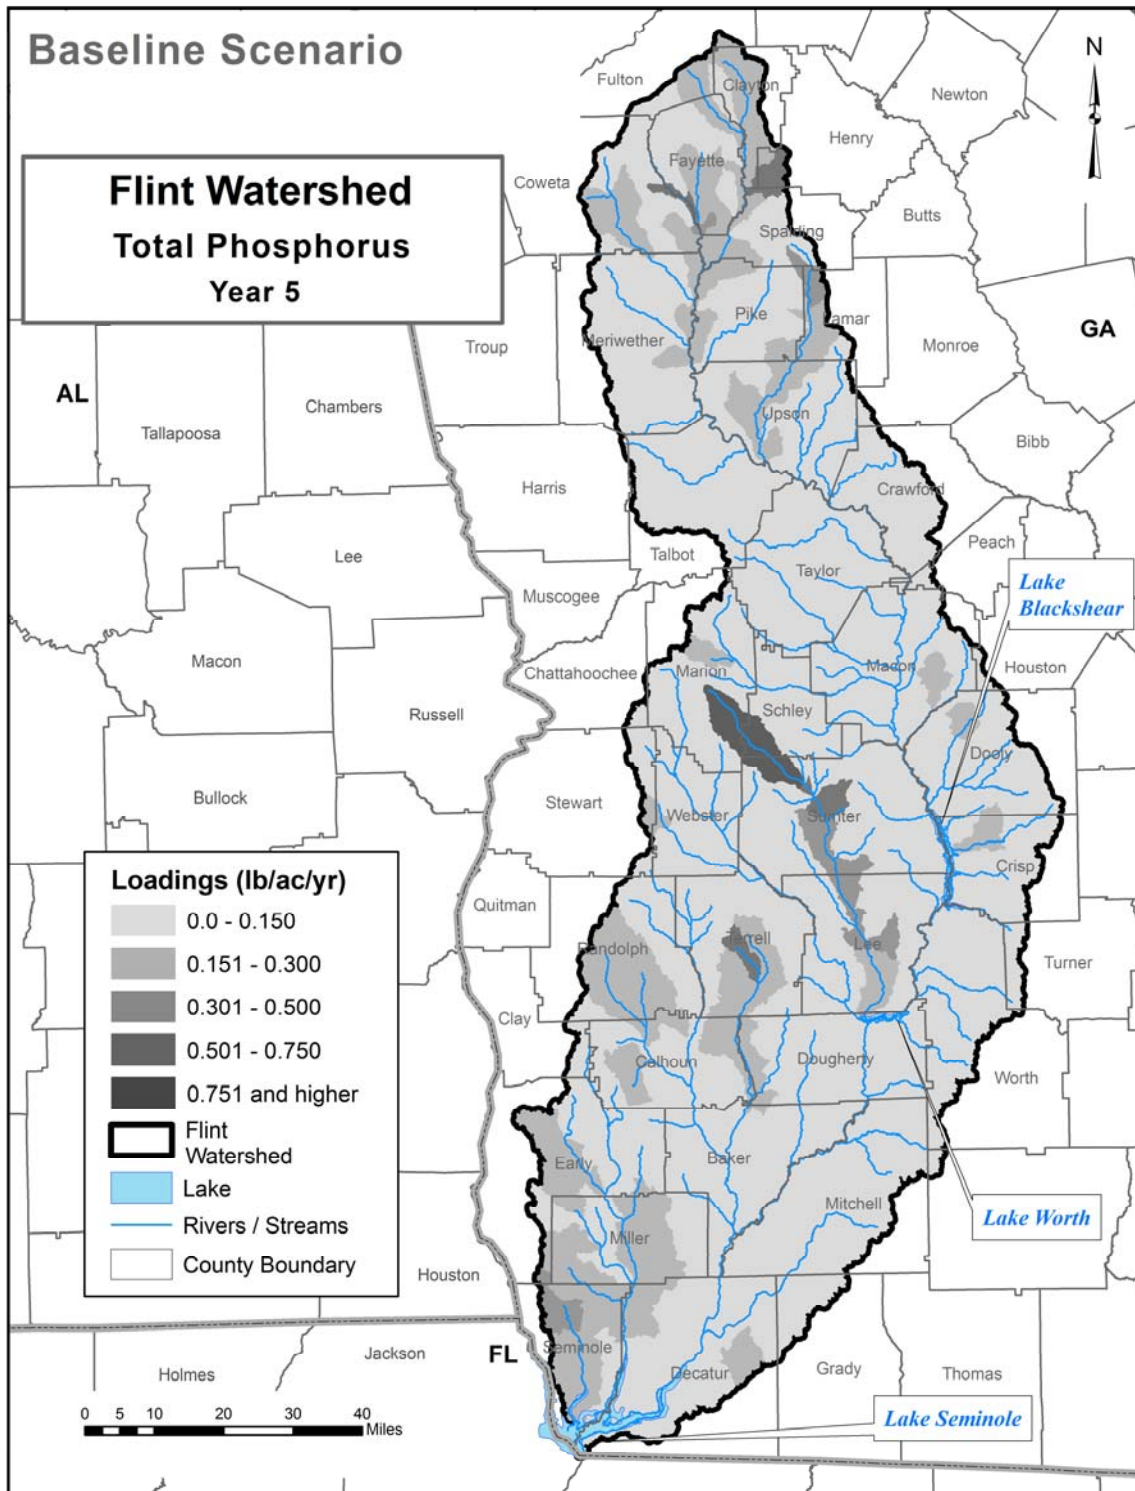 Baseline Scenario
Flint Watershed
Total Phosphorus
Year 5
N
Fulton
Clayton
Newton
Henry
Fayette
Coweta
Butts
Spalding
Pike
amar
GA
Troup
Meriwether
Monroe
AL
Chambers
Tallapoosa
Upson
Bibb
Harris
Crawford
Talbot
Peach
Lee
Taylor
Lake
Blackshear
Muscogee
Macon
Chattahoochee
Marion
Macon
Houston
Russell
Schley
Dooly
Bullock
Stewart
Webster
Sumter
Crisp
Loadings (lb/ac/yr)
0.0 - 0.150
0.151 - 0.300
0.301 - 0.500
0.501 - 0.750
0.751 and higher
Flint
Watershed
Lake
Rivers / Streams
County Boundary
Quitman
Randolph
Terrell
Lee
Turner
Clay
Calhoun
Dougherty
Worth
Early
Baker
Mitchell
Lake Worth
Miller
Houston
Seminole
FL
Jackson
Holmes
Decatur
Grady
Thomas
Lake Seminole
0 5 10 20 30 40
Miles